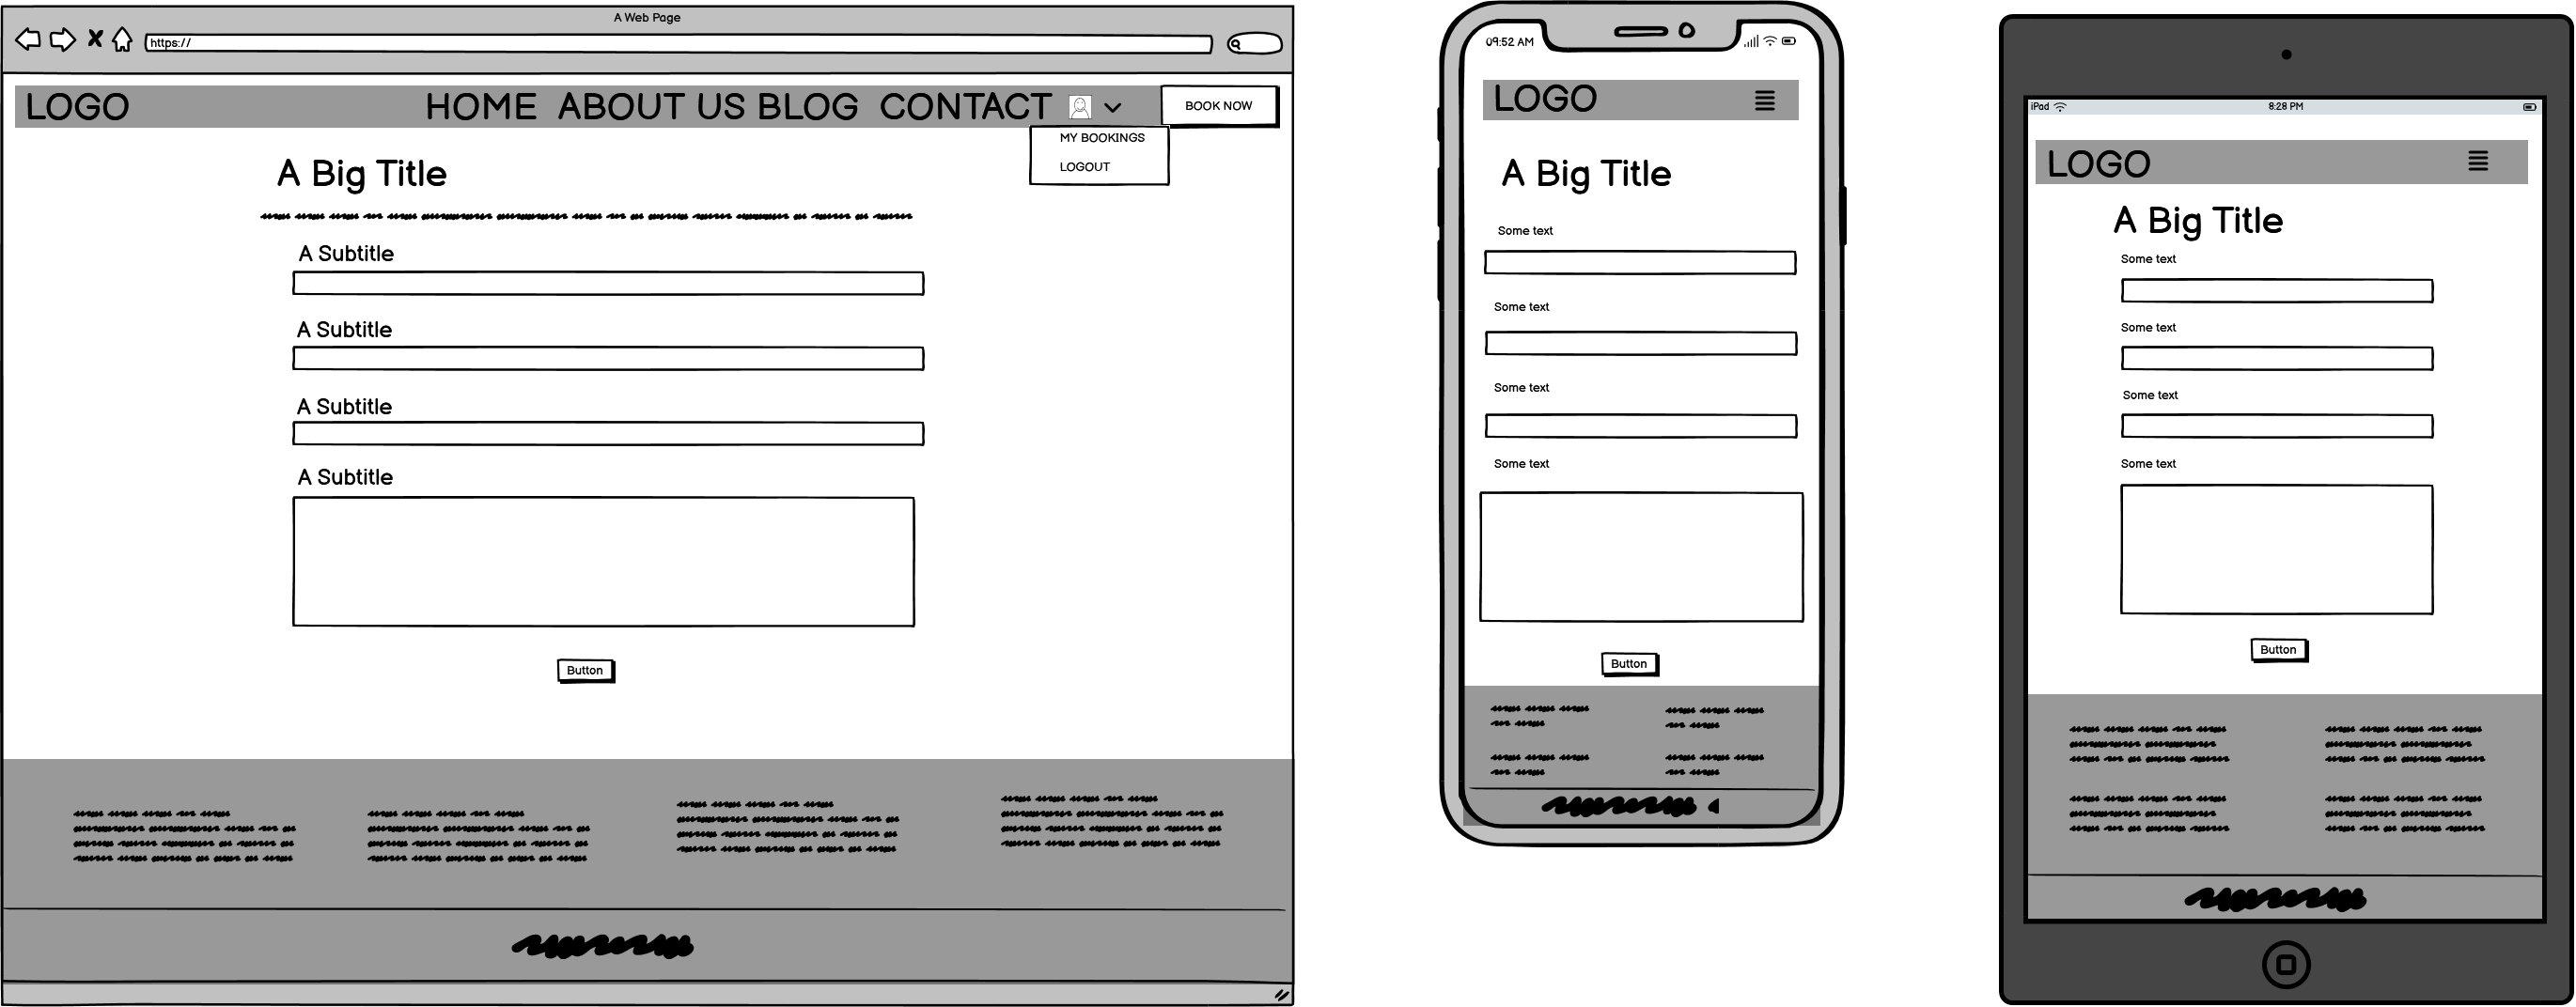 A Web Page
https://
LOGO HOME ABOUT US BLOG CONTACT BOOK NOW
MY BOOKINGS
LOGOUT
A Big Title
A Subtitle
A Subtitle
A Subtitle
A Subtitle
Button
09:52 AM
LOGO
A Big Title
Some text
Some text
Some text
Some text
Button
iPad 8:28 PM
LOGO
A Big Title
Some text
Some text
Some text
Some text
Button